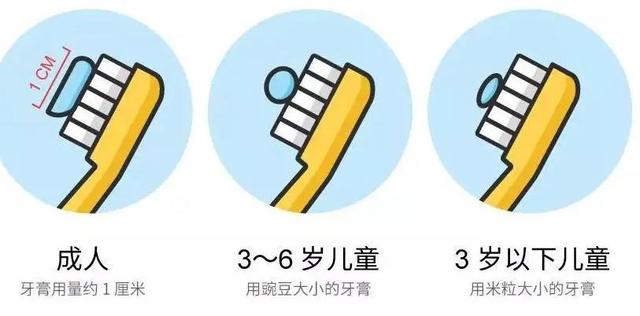 1 CM
成人
牙膏用量约 1 厘米
3～6 岁儿童
用豌豆大小的牙膏
3 岁以下儿童
用米粒大小的牙膏